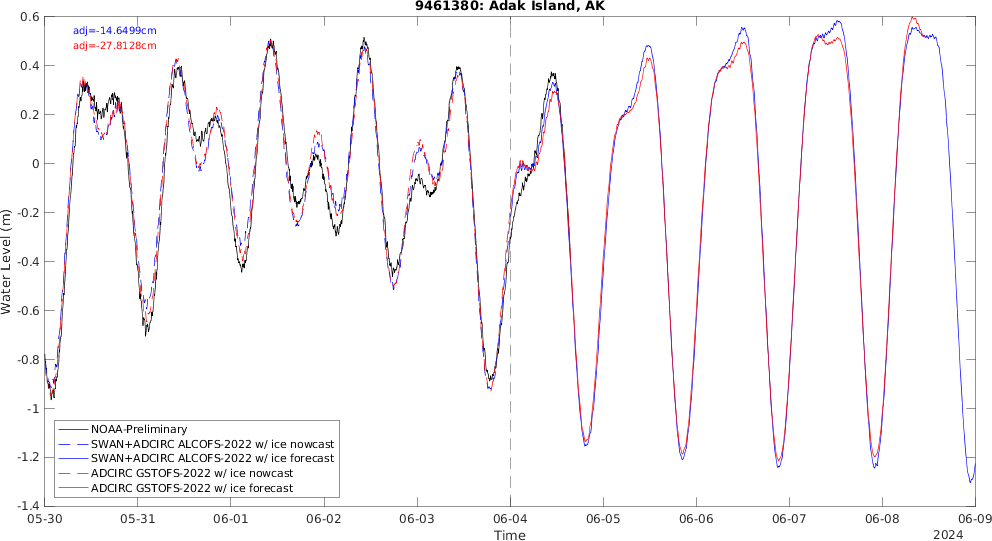 9461380: Adak Island, AK
adj=-14.6499cm
adj=-27.8128cm
0.6
0.4
0.2
0
-0.2
-0.4
-0.6
-0.8
-1
-1.2
-1.4
Water Level (m)
NOAA-Preliminary
SWAN+ADCIRC ALCOFS-2022 w/ ice nowcast
SWAN+ADCIRC ALCOFS-2022 w/ ice forecast
ADCIRC GSTOFS-2022 w/ ice nowcast
ADCIRC GSTOFS-2022 w/ ice forecast
05-30 05-31 06-01 06-02 06-03 06-04 06-05 06-06 06-07 06-08 06-09
Time
2024